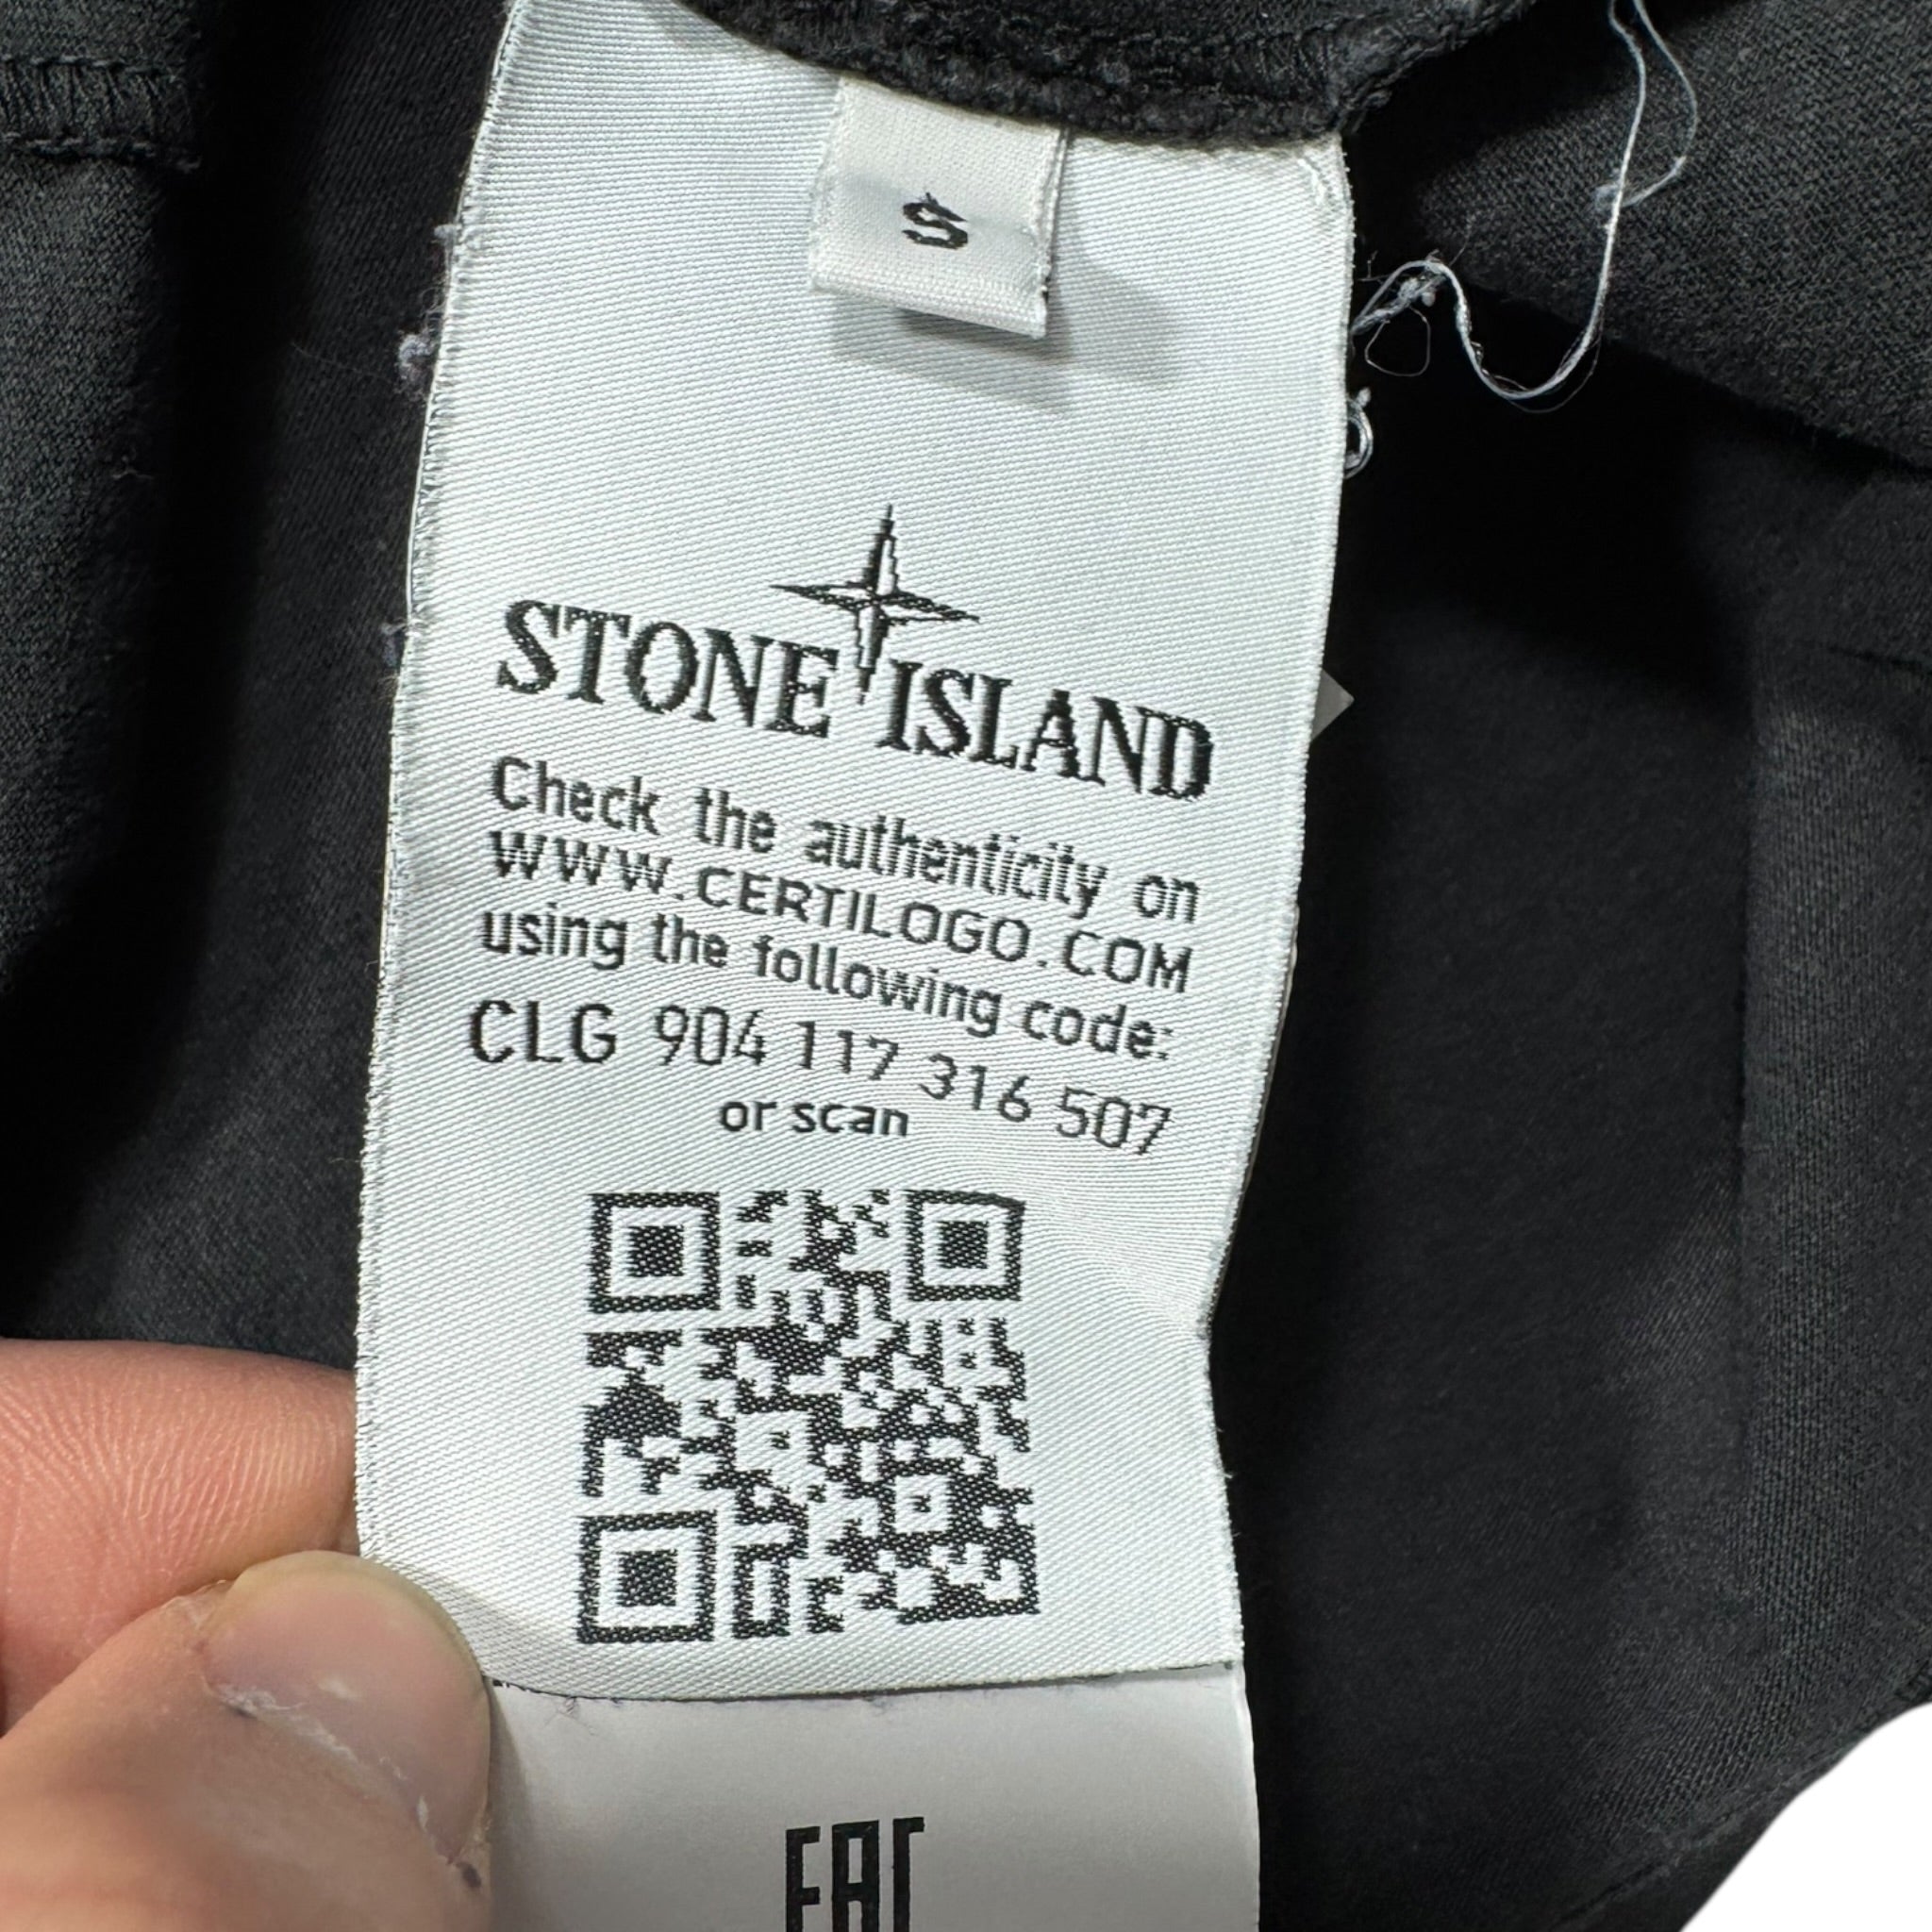 S
STONE ISLAND
Check the authenticity on
WWW.CERTILOGO.COM
using the following code:
CLG 904 117 316 507
or scan
EAC